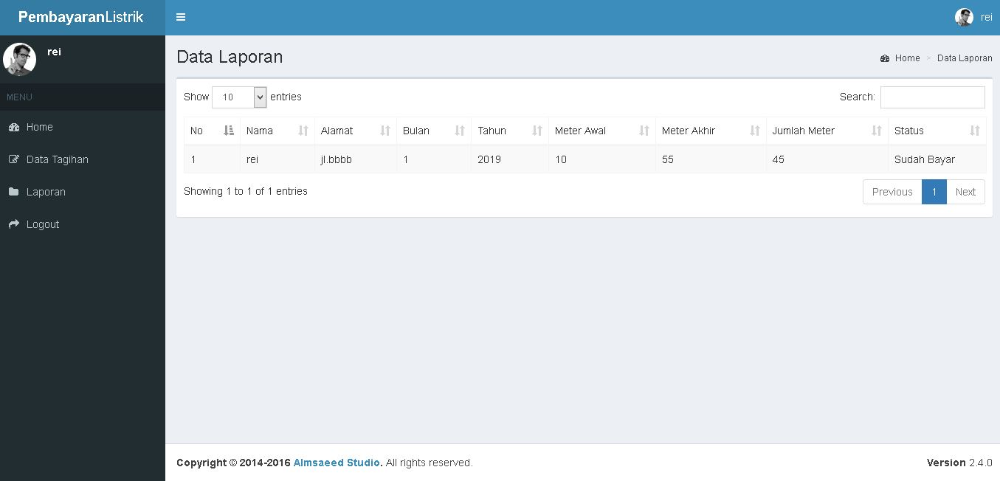 PembayaranListrik
rei
rei
MENU
Home
Data Tagihan
Laporan
Logout
Data Laporan
Home > Data Laporan
Show 10 entries
Search:
No Nama Alamat Bulan Tahun Meter Awal Meter Akhir Jumlah Meter Status
1 rei jl.bbbb 1 2019 10 55 45 Sudah Bayar
Showing 1 to 1 of 1 entries
Previous 1 Next
Copyright © 2014-2016 Almsaeed Studio. All rights reserved.
Version 2.4.0